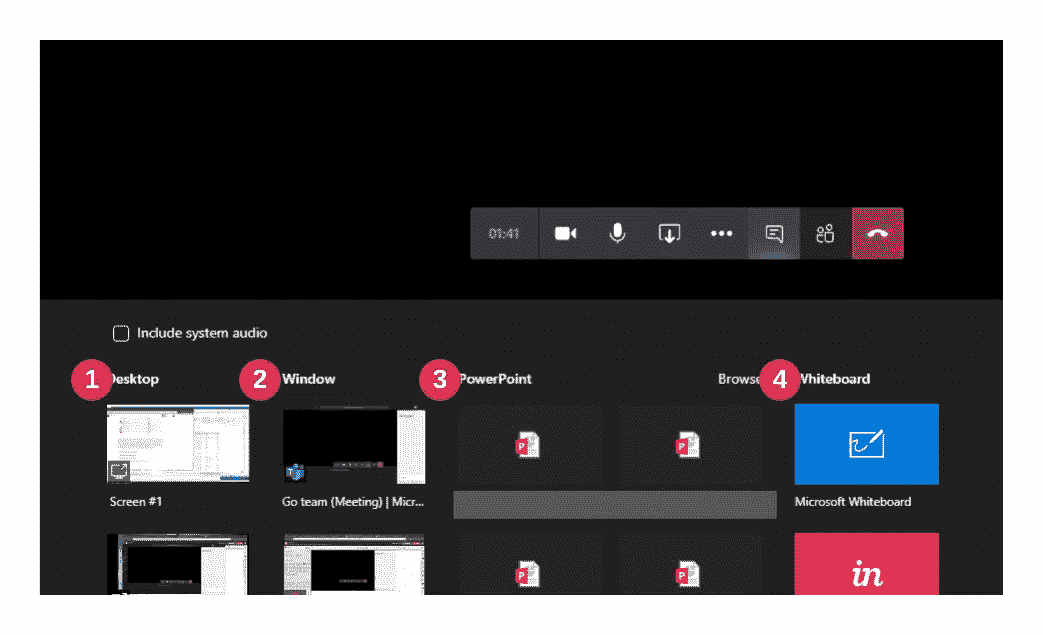 01:41
Include system audio
1 Desktop
2 Window
3 PowerPoint
Browse
4 Whiteboard
Screen #1
Go team (Meeting) | Micr...
Microsoft Whiteboard
in